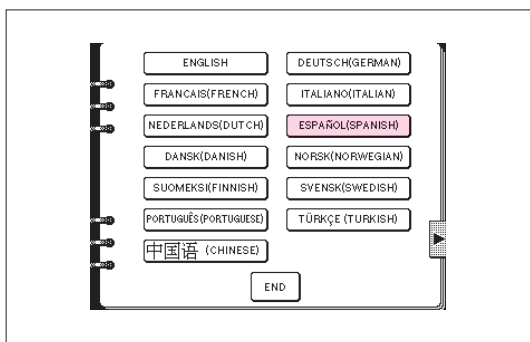 ENGLISH
DEUTSCH(GERMAN)
FRANCAIS(FRENCH)
ITALIANO(ITALIAN)
NEDERLANDS(DUTCH)
ESPAÑOL(SPANISH)
DANSK(DANISH)
NORSK(NORWEGIAN)
SUOMEKSI(FINNISH)
SVENSK(SWEDISH)
PORTUGUÊS(PORTUGUESE)
TÜRKÇE (TURKISH)
中国语 (CHINESE)
END